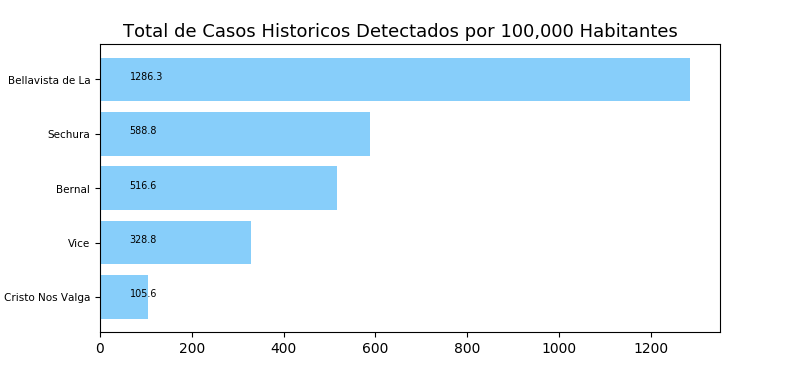 Total de Casos Historicos Detectados por 100,000 Habitantes
Bellavista de La
1286.3
Sechura
588.8
Bernal
516.6
Vice
328.8
Cristo Nos Valga
105.6
0 200 400 600 800 1000 1200